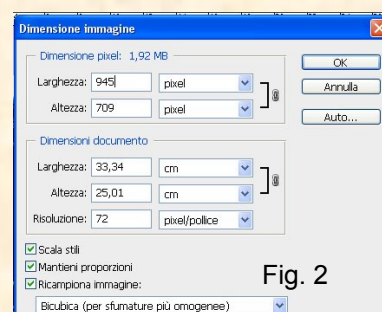 Dimensione immagine
Dimensione pixel: 1,92 MB
OK
Larghezza: 945 pixel
Annulla
Altezza: 709 pixel
Auto...
Dimensioni documento
Larghezza: 33,34 cm
Altezza: 25,01 cm
Risoluzione: 72 pixel/pollice
Scala stili
Mantieni proporzioni
Ricampiona immagine:
Fig. 2
Bicubica (per sfumature più omogenee)